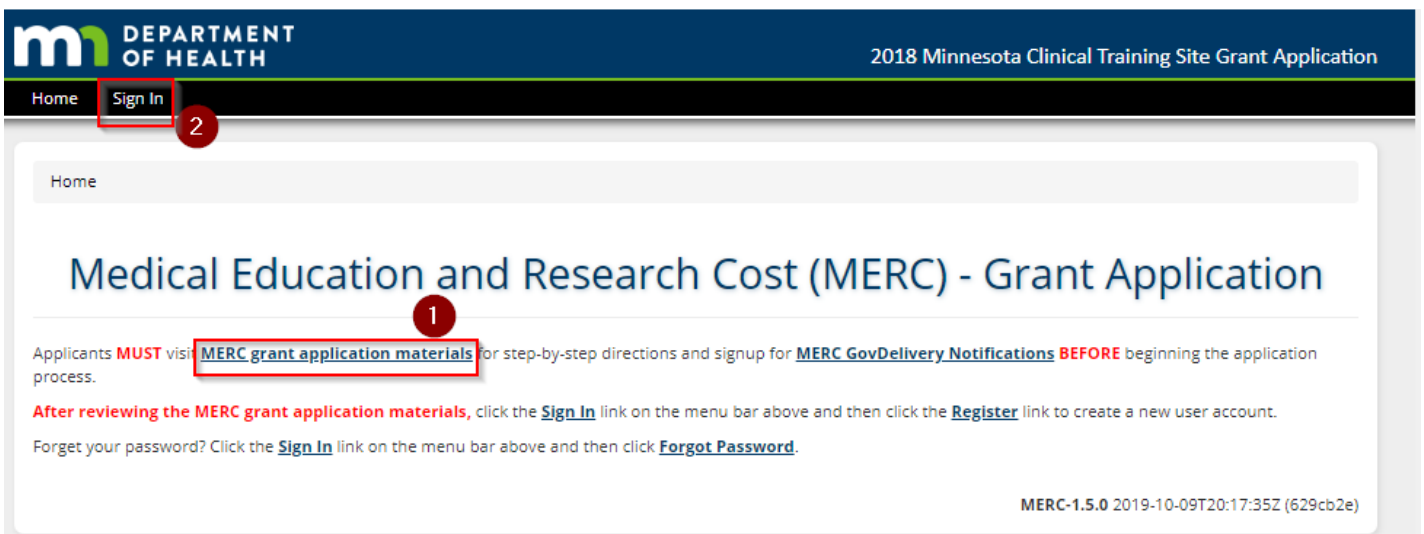 mn DEPARTMENT
OF HEALTH
2018 Minnesota Clinical Training Site Grant Application
Home Sign In
2
Home
Medical Education and Research Cost (MERC) - Grant Application
1
Applicants MUST visit MERC grant application materials for step-by-step directions and signup for MERC GovDelivery Notifications BEFORE beginning the application
process.
After reviewing the MERC grant application materials, click the Sign In link on the menu bar above and then click the Register link to create a new user account.
Forget your password? Click the Sign In link on the menu bar above and then click Forgot Password.
MERC-1.5.0 2019-10-09T20:17:35Z (629cb2e)